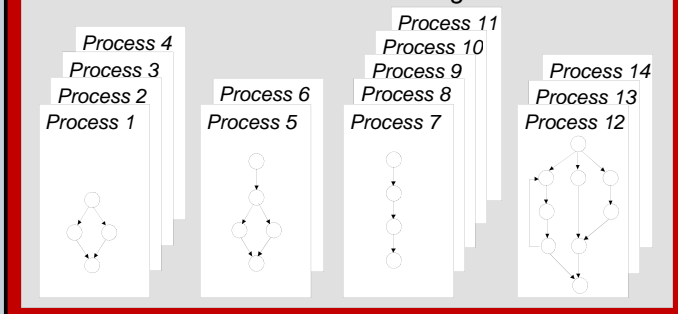 Process 4
Process 3
Process 2
Process 1
Process 6
Process 5
Process 11
Process 10
Process 9
Process 8
Process 7
Process 14
Process 13
Process 12